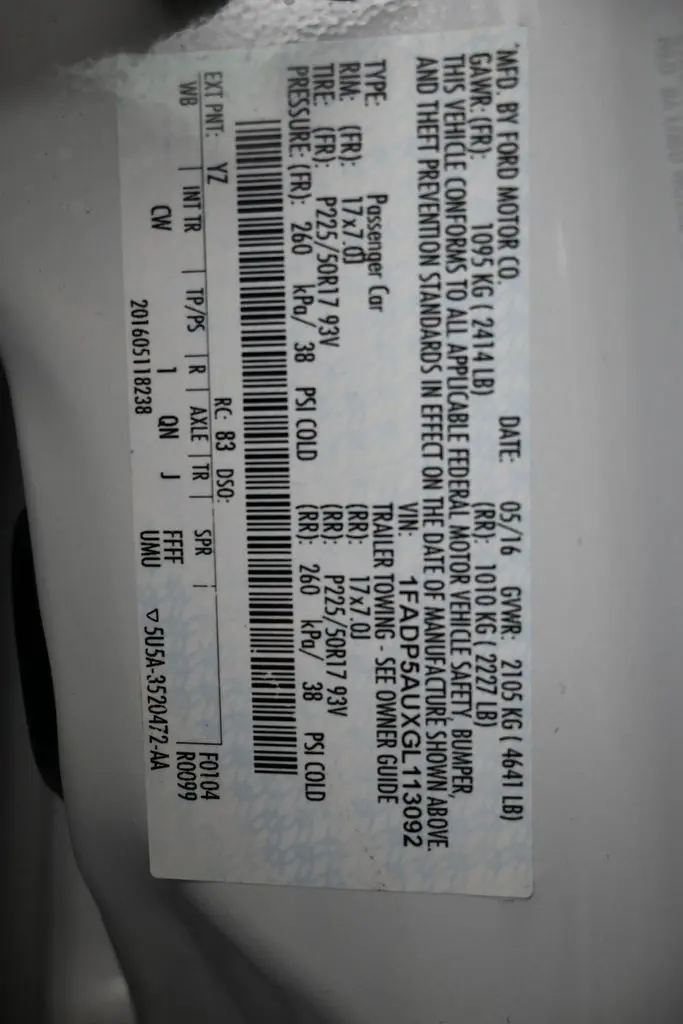 *MFD. BY FORD MOTOR CO. DATE: 05/16 GVWR: 2105 KG ( 4641 LB)
GAWR: (FR): 1095 KG ( 2414 LB) (RR): 1010 KG ( 2227 LB)
THIS VEHICLE CONFORMS TO ALL APPLICABLE FEDERAL MOTOR VEHICLE SAFETY, BUMPER,
AND THEFT PREVENTION STANDARDS IN EFFECT ON THE DATE OF MANUFACTURE SHOWN ABOVE.
VIN: 1FADP5AUXGL113092
TYPE: Passenger Car TRAILER TOWING - SEE OWNER GUIDE
RIM: (FR): 17x7.0J (RR): 17x7.0J
TIRE: (FR): P225/50R17 93V (RR): P225/50R17 93V
PRESSURE: (FR): 260 kPa/ 38 PSI COLD (RR): 260 kPa/ 38 PSI COLD
EXT PNT: YZ RC: 83 DSO: F0104
WB INT TR TP/PS R AXLE TR SPR R0099
CW 1 QN J FFFF
201605118238 UMU ▽5U5A-3520472-AA